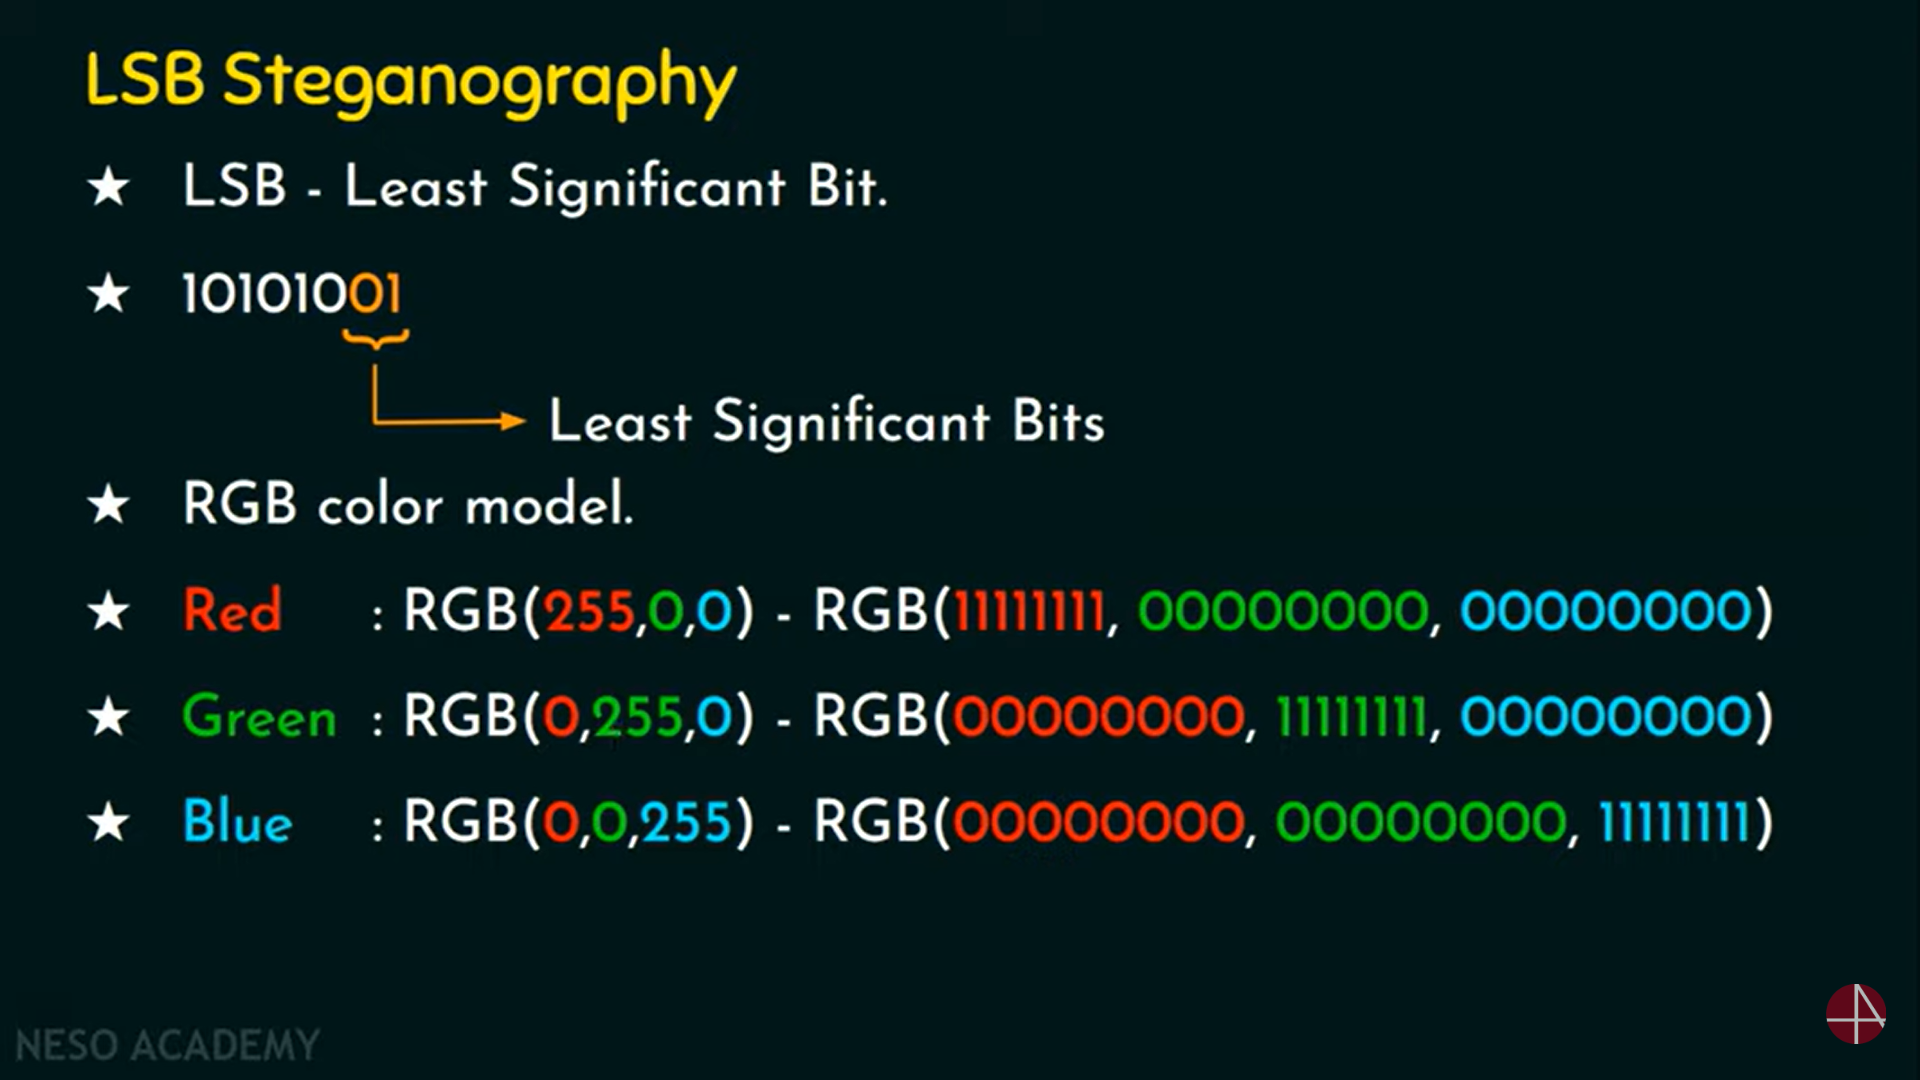 LSB Steganography
★ LSB - Least Significant Bit.
★ 10101001
Least Significant Bits
★ RGB color model.
★ Red : RGB(255,0,0) - RGB(11111111, 00000000, 00000000)
★ Green : RGB(0,255,0) - RGB(00000000, 11111111, 00000000)
★ Blue : RGB(0,0,255) - RGB(00000000, 00000000, 11111111)
NESO ACADEMY